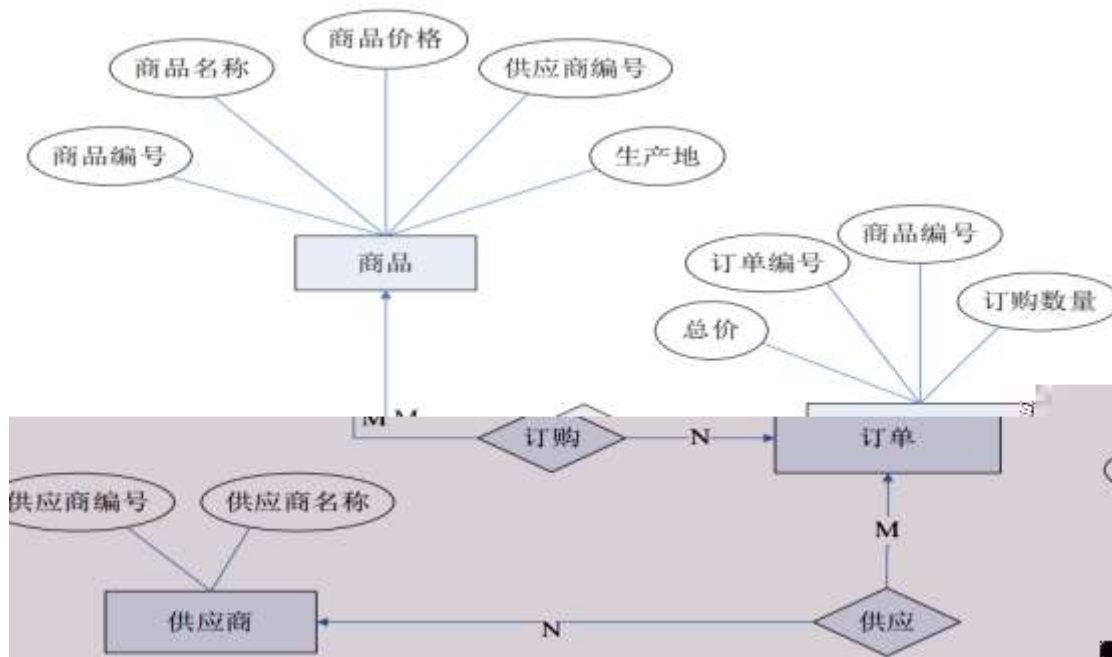 商品价格
商品名称
供应商编号
商品编号
生产地
商品
商品编号
订单编号
订购数量
总价
M
订购
N
订单
供应商编号
供应商名称
M
供应商
N
供应